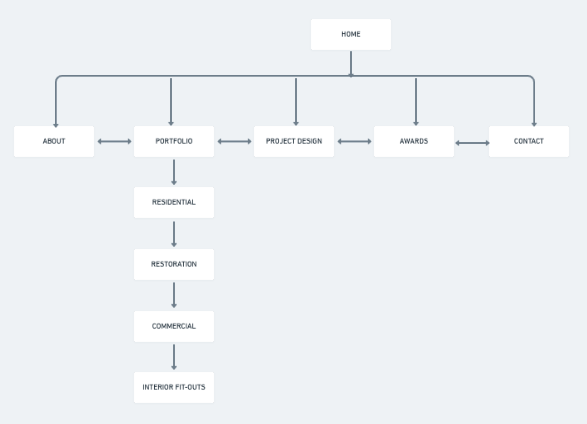 HOME
ABOUT
PORTFOLIO
PROJECT DESIGN
AWARDS
CONTACT
RESIDENTIAL
RESTORATION
COMMERCIAL
INTERIOR FIT-OUTS